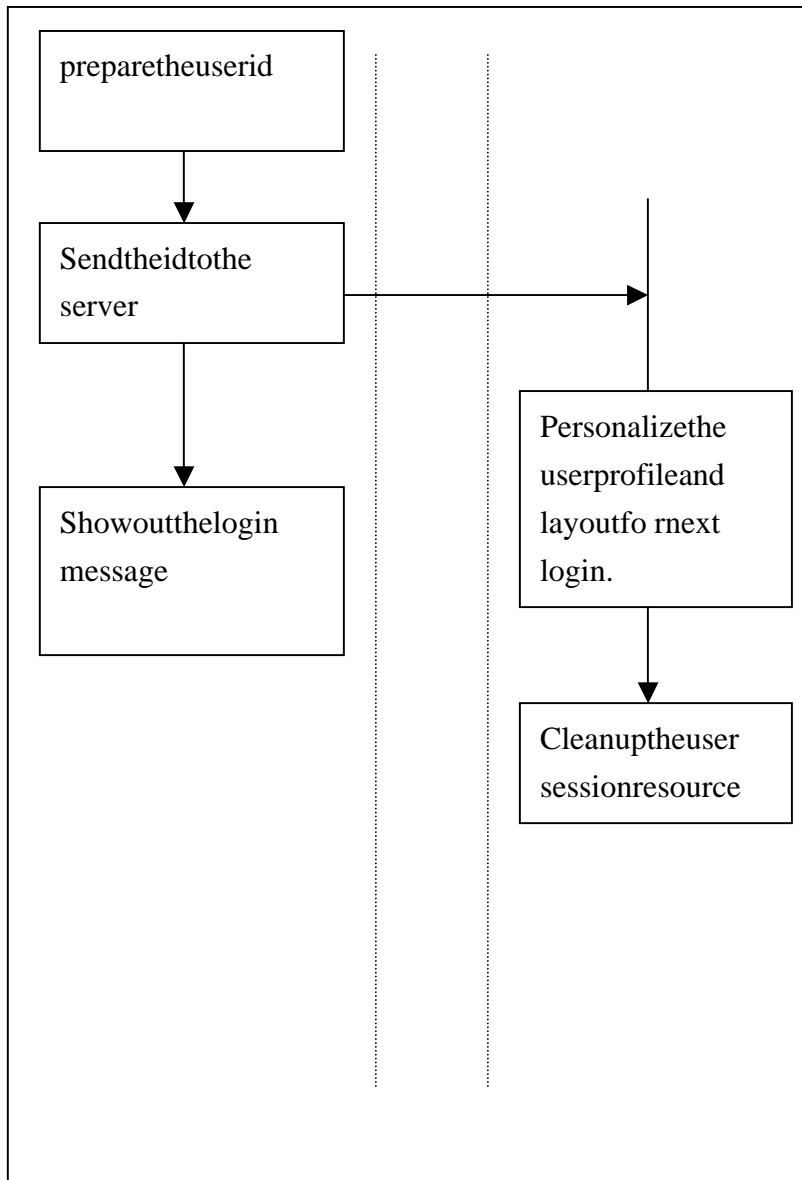 preparetheuserid
Sendtheidtothe
server
Showoutthelogin
message
Personalizethe
userprofileand
layoutfo rnext
login.
Cleanuptheuser
sessionresource